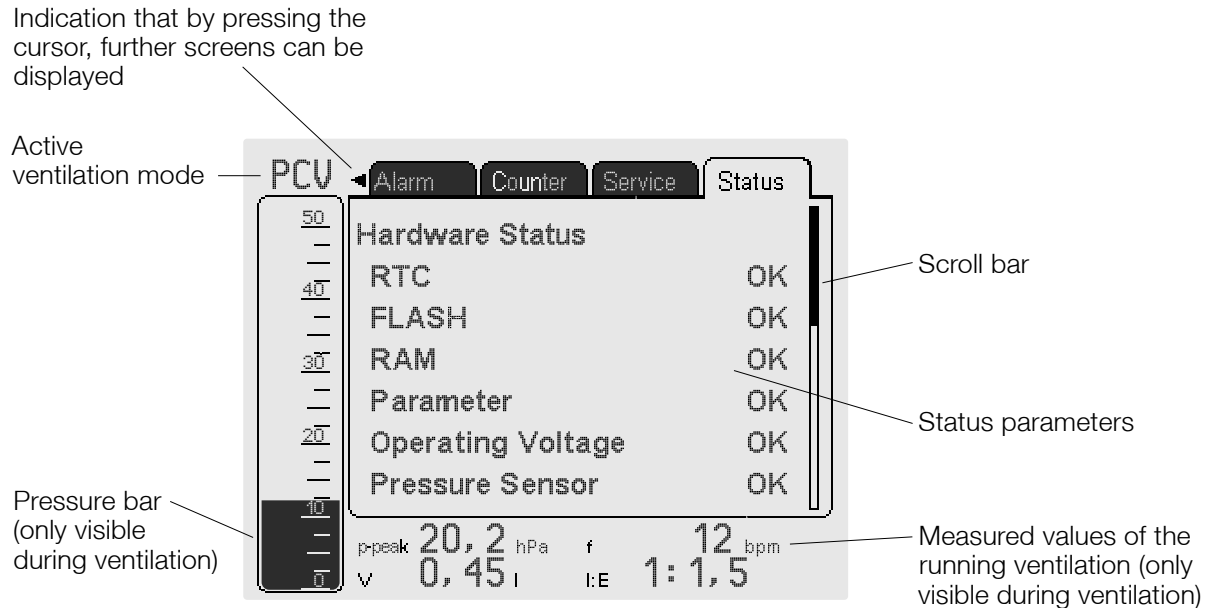 Indication that by pressing the
cursor, further screens can be
displayed
Active
ventilation mode
PCV
Alarm
Counter
Service
Status
50
40
30
20
10
0
Hardware Status
RTC OK
FLASH OK
RAM OK
Parameter OK
Operating Voltage OK
Pressure Sensor OK
Scroll bar
Status parameters
Pressure bar
(only visible
during ventilation)
p-peak 20,2 hPa f 12 bpm
V 0,45 l I:E 1:1,5
Measured values of the
running ventilation (only
visible during ventilation)